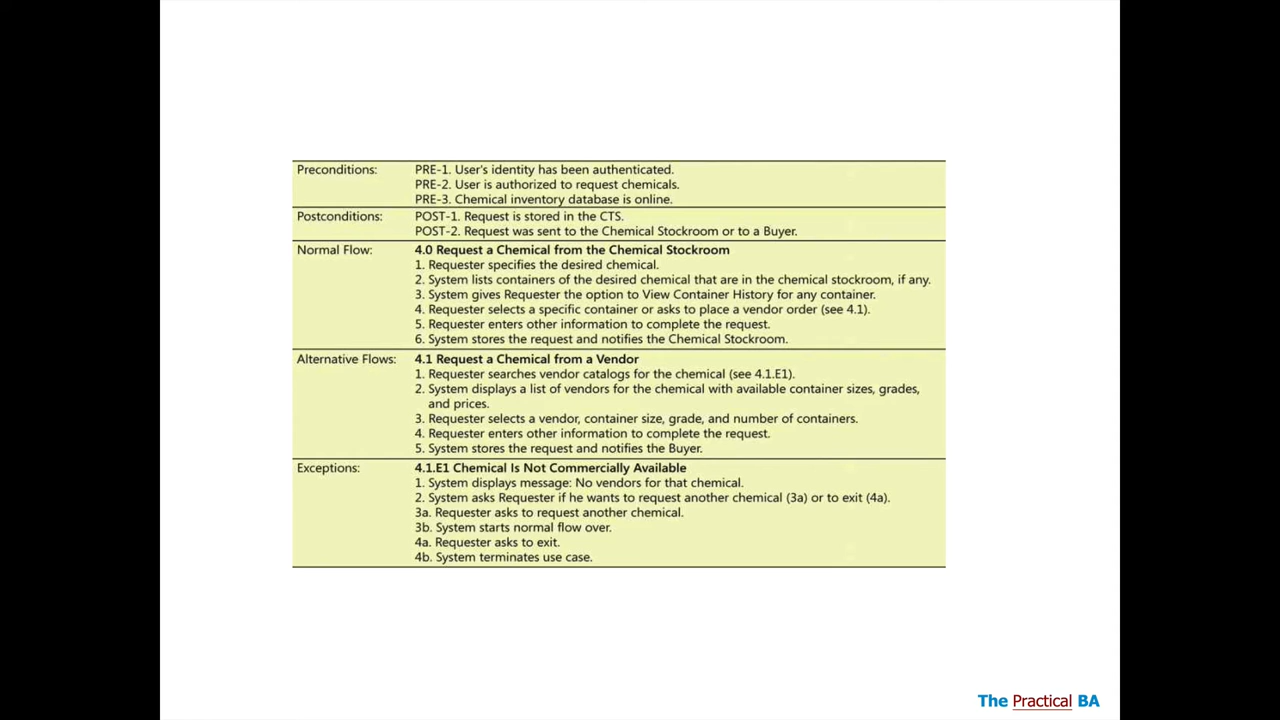 Preconditions: PRE-1. User's identity has been authenticated.
PRE-2. User is authorized to request chemicals.
PRE-3. Chemical inventory database is online.
Postconditions: POST-1. Request is stored in the CTS.
POST-2. Request was sent to the Chemical Stockroom or to a Buyer.
Normal Flow: 4.0 Request a Chemical from the Chemical Stockroom
1. Requester specifies the desired chemical.
2. System lists containers of the desired chemical that are in the chemical stockroom, if any.
3. System gives Requester the option to View Container History for any container.
4. Requester selects a specific container or asks to place a vendor order (see 4.1).
5. Requester enters other information to complete the request.
6. System stores the request and notifies the Chemical Stockroom.
Alternative Flows: 4.1 Request a Chemical from a Vendor
1. Requester searches vendor catalogs for the chemical (see 4.1.E1).
2. System displays a list of vendors for the chemical with available container sizes, grades,
and prices.
3. Requester selects a vendor, container size, grade, and number of containers.
4. Requester enters other information to complete the request.
5. System stores the request and notifies the Buyer.
Exceptions: 4.1.E1 Chemical Is Not Commercially Available
1. System displays message: No vendors for that chemical.
2. System asks Requester if he wants to request another chemical (3a) or to exit (4a).
3a. Requester asks to request another chemical.
3b. System starts normal flow over.
4a. Requester asks to exit.
4b. System terminates use case.
The Practical BA